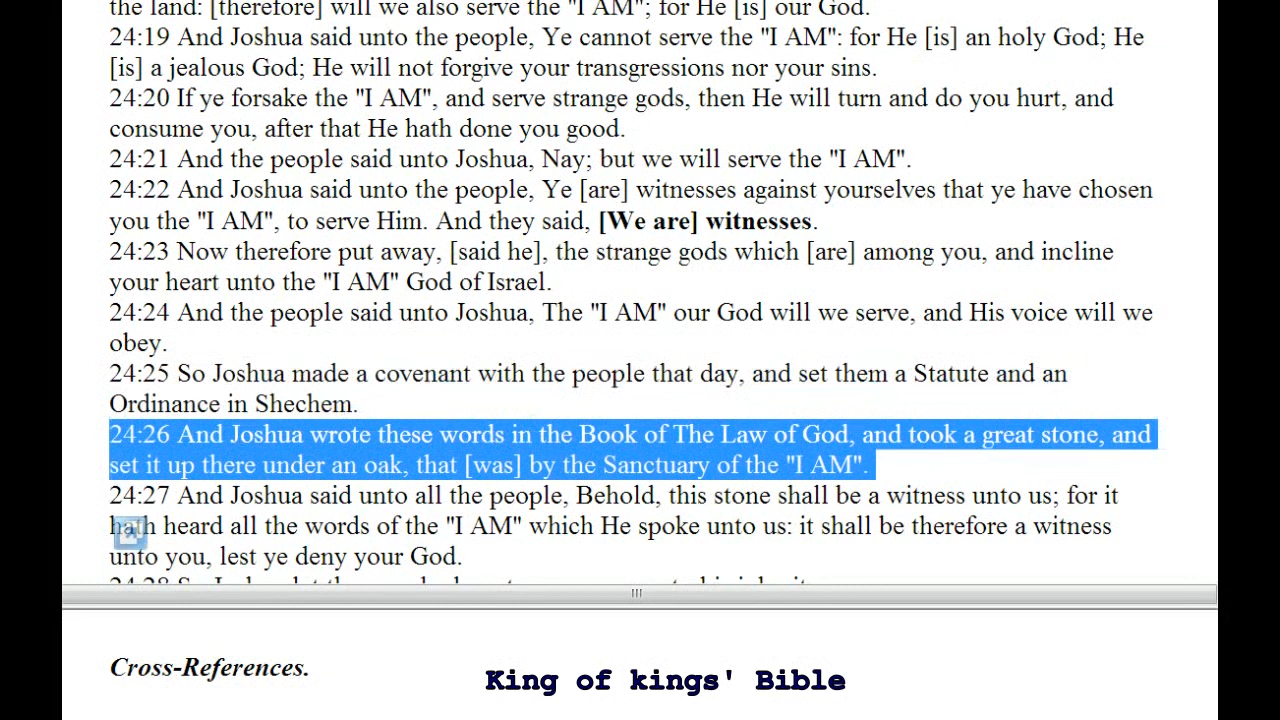 the land: [therefore] will we also serve the "I AM"; for He [is] our God.
24:19 And Joshua said unto the people, Ye cannot serve the "I AM": for He [is] an holy God; He
[is] a jealous God; He will not forgive your transgressions nor your sins.
24:20 If ye forsake the "I AM", and serve strange gods, then He will turn and do you hurt, and
consume you, after that He hath done you good.
24:21 And the people said unto Joshua, Nay; but we will serve the "I AM".
24:22 And Joshua said unto the people, Ye [are] witnesses against yourselves that ye have chosen
you the "I AM", to serve Him. And they said, [We are] witnesses.
24:23 Now therefore put away, [said he], the strange gods which [are] among you, and incline
your heart unto the "I AM" God of Israel.
24:24 And the people said unto Joshua, The "I AM" our God will we serve, and His voice will we
obey.
24:25 So Joshua made a covenant with the people that day, and set them a Statute and an
Ordinance in Shechem.
24:26 And Joshua wrote these words in the Book of The Law of God, and took a great stone, and
set it up there under an oak, that [was] by the Sanctuary of the "I AM".
24:27 And Joshua said unto all the people, Behold, this stone shall be a witness unto us; for it
hath heard all the words of the "I AM" which He spoke unto us: it shall be therefore a witness
unto you, lest ye deny your God.
24:28 So Joshua
Cross-References.
King of kings' Bible